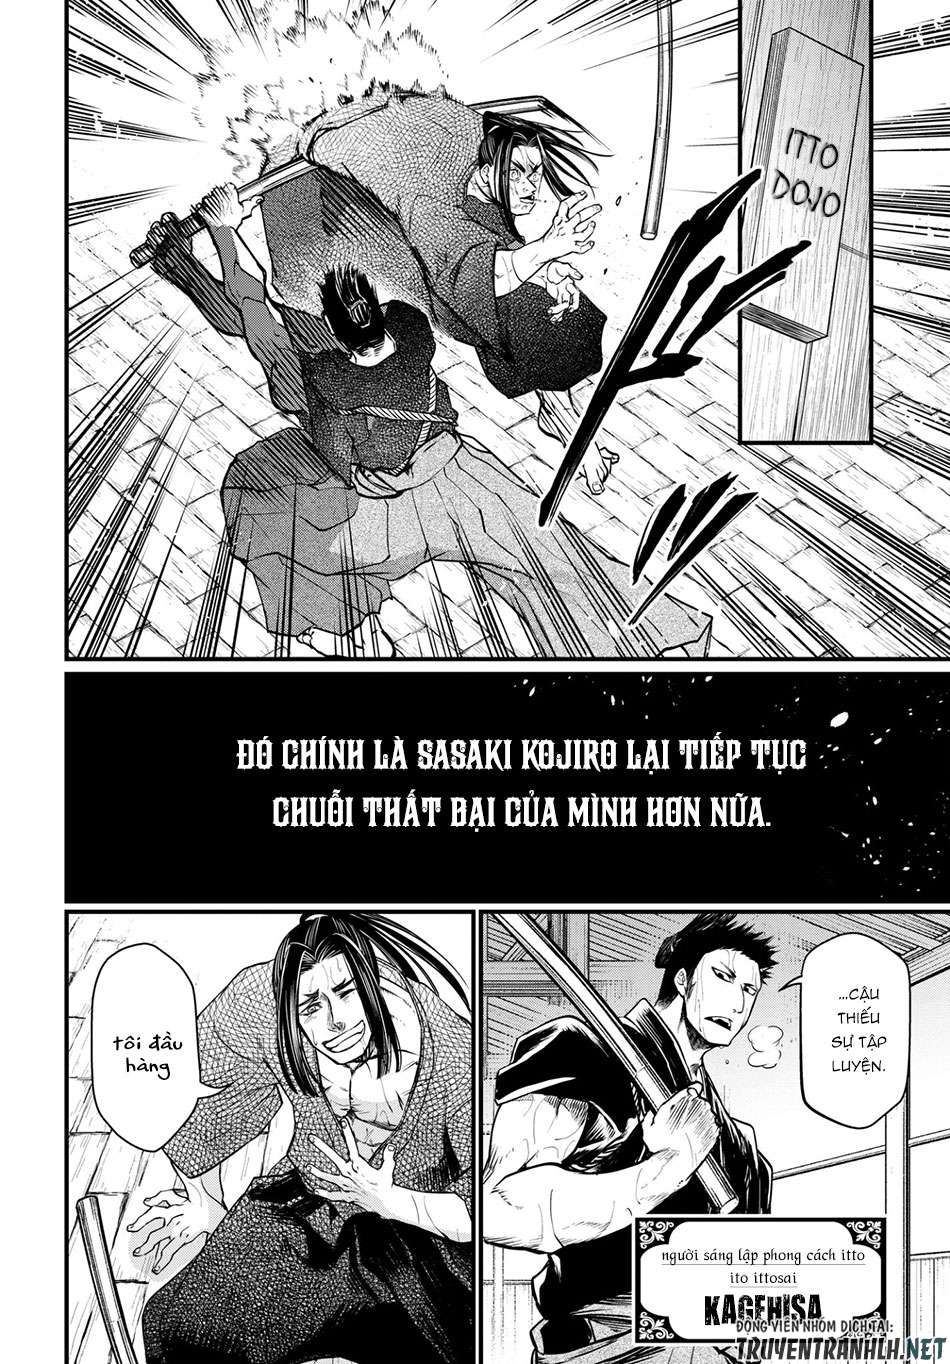 ITTO
DOJO
ドッ
ĐÓ CHÍNH LÀ SASAKI KOJIRO LẠI TIẾP TỤC
CHUỖI THẤT BẠI CỦA MÌNH HƠN NỮA.
...CẬU
THIẾU
SỰ TẬP
LUYỆN.
người sáng lập phong cách itto
ito ittosai
KAGEHISA
ĐỘNG VIÊN NHÓM DỊCH TẠI:
TRUYENTRANHLH.NET
tôi đầu
hàng